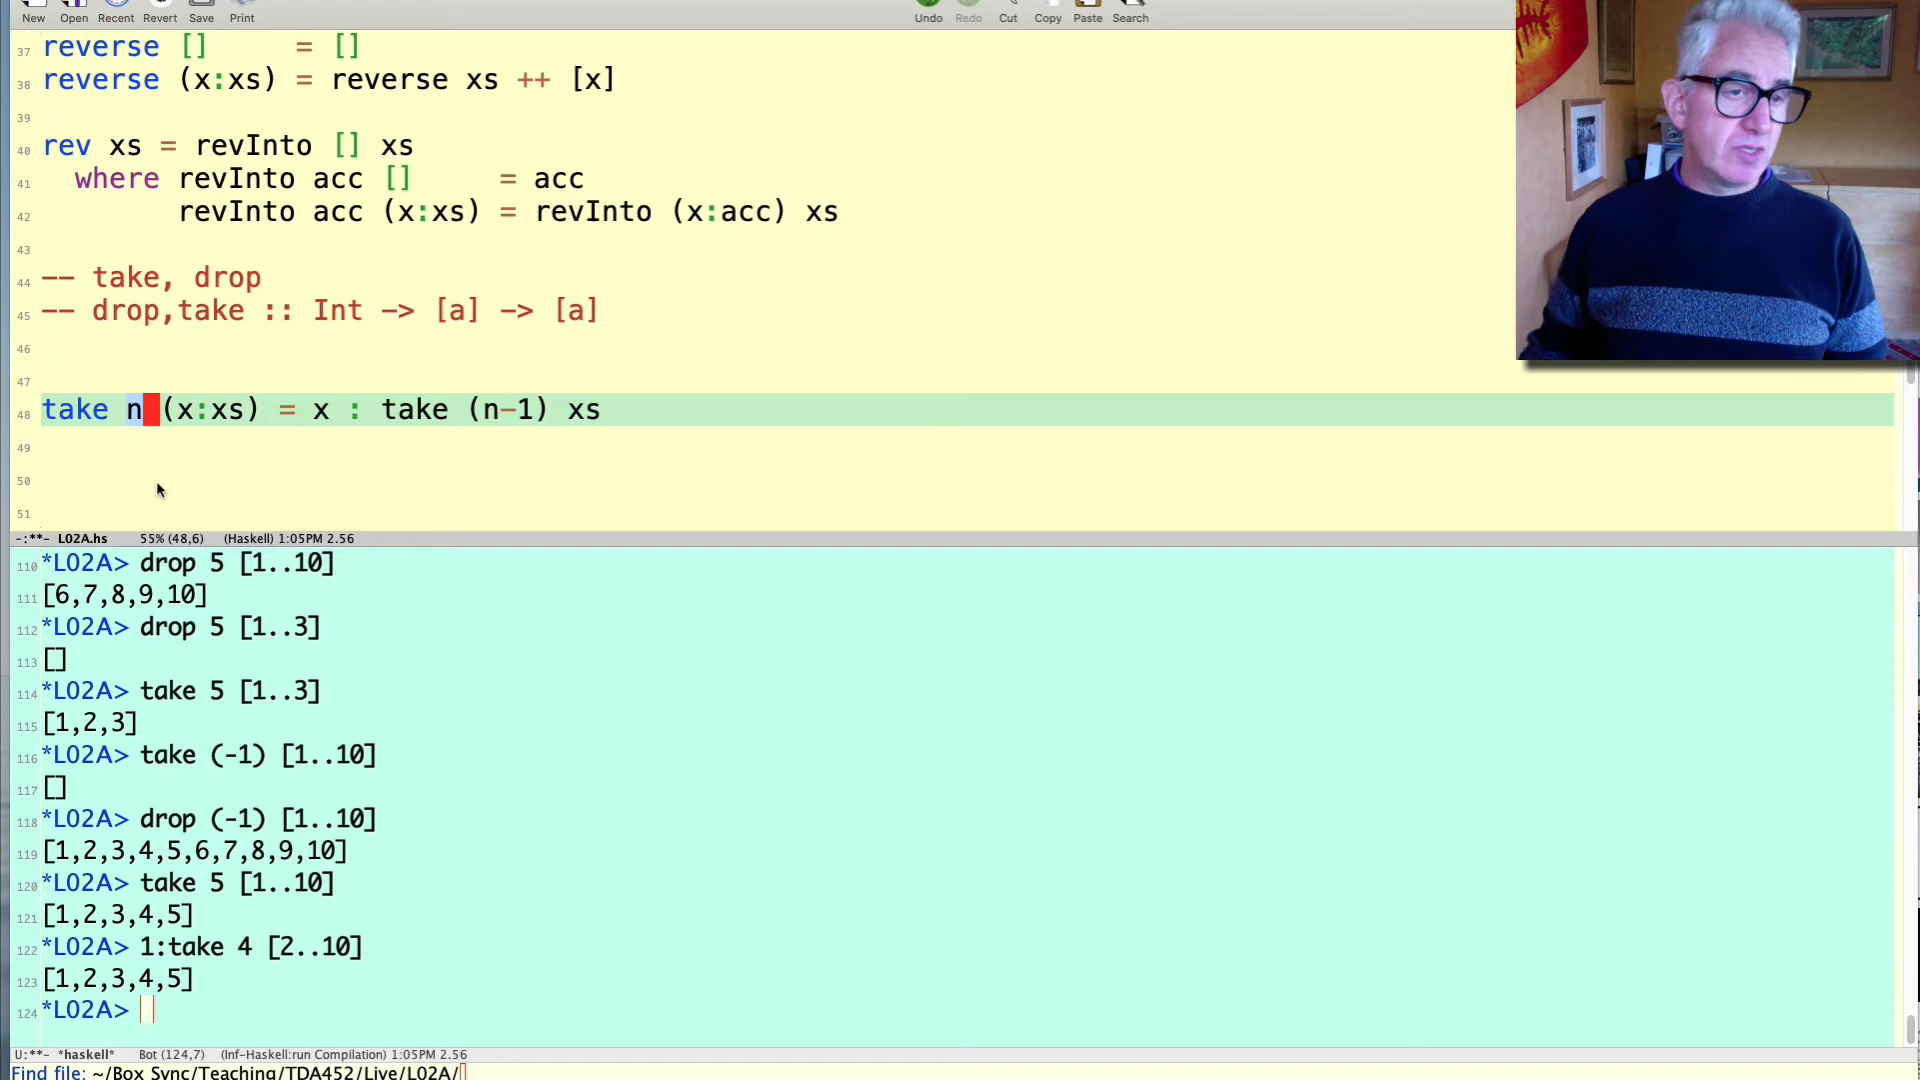 New Open Recent Revert Save Print Undo Redo Cut Copy Paste Search
37 reverse []     = []
38 reverse (x:xs) = reverse xs ++ [x]
39
40 rev xs = revInto [] xs
41   where revInto acc []     = acc
42         revInto acc (x:xs) = revInto (x:acc) xs
43
44 -- take, drop
45 -- drop,take :: Int -> [a] -> [a]
46
47
48 take n (x:xs) = x : take (n-1) xs
49
50
51
-:**- L02A.hs 55% (48,6) (Haskell) 1:05PM 2.56
110 *L02A> drop 5 [1..10]
111 [6,7,8,9,10]
112 *L02A> drop 5 [1..3]
113 []
114 *L02A> take 5 [1..3]
115 [1,2,3]
116 *L02A> take (-1) [1..10]
117 []
118 *L02A> drop (-1) [1..10]
119 [1,2,3,4,5,6,7,8,9,10]
120 *L02A> take 5 [1..10]
121 [1,2,3,4,5]
122 *L02A> 1:take 4 [2..10]
123 [1,2,3,4,5]
124 *L02A>
U:**- *haskell* Bot (124,7) (Inf-Haskell:run Compilation) 1:05PM 2.56
Find file: ~/Box Sync/Teaching/TDA452/Live/L02A/